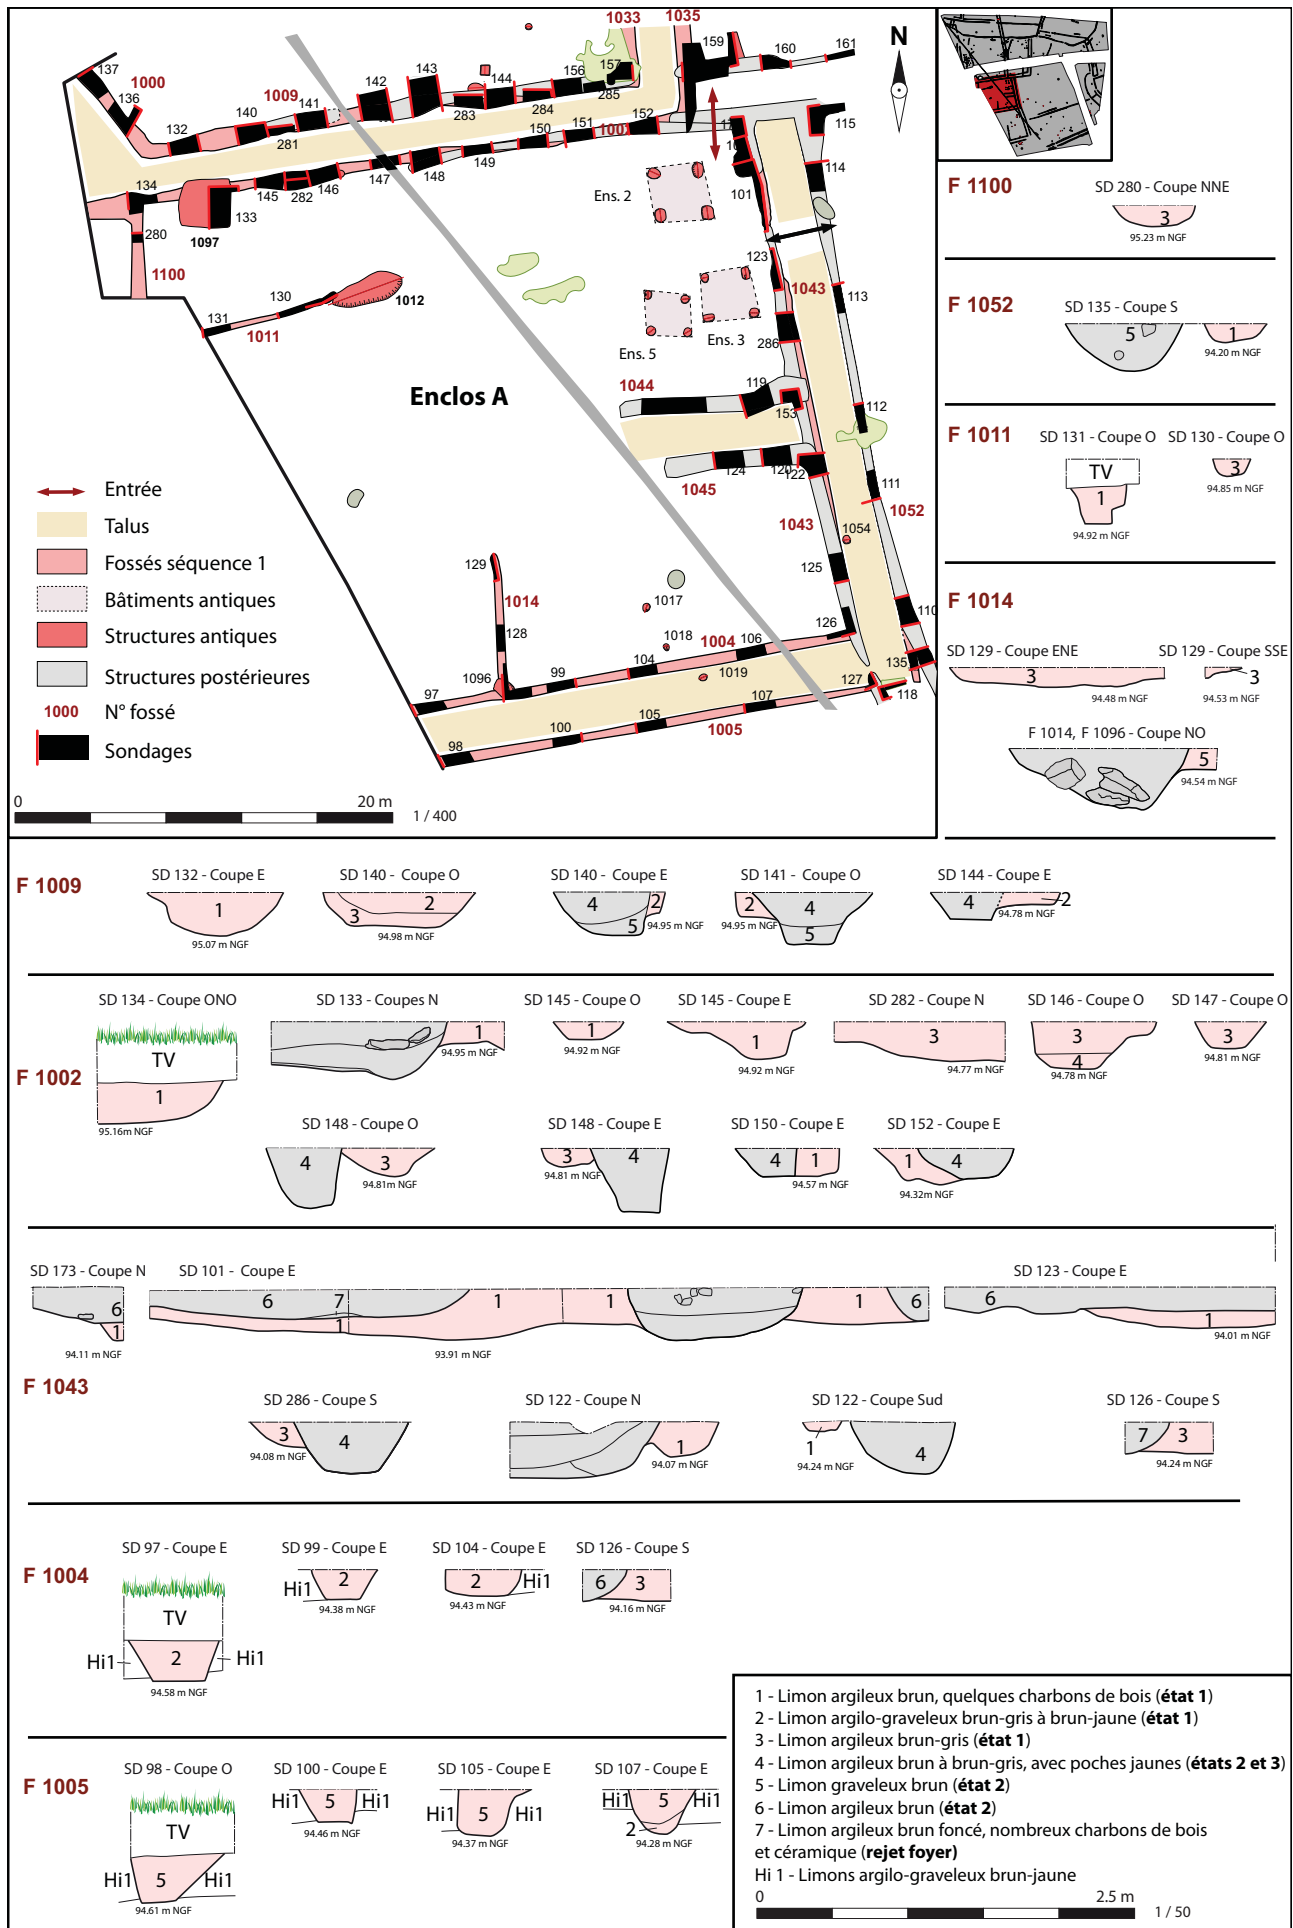 1033
1035
N
137
1000
136
132
1009
140
281
141
142
143
283
144
284
156
285
157
159
160
161
134
280
1100
133
1097
145
282
146
147
148
149
150
151
152
101
115
114
123
1043
113
286
Ens. 2
Ens. 3
Ens. 5
131
1011
130
1012
Enclos A
1044
119
153
112
124
120
122
1045
1043
111
1052
1054
125
110
126
135
127
118
129
1014
128
1096
97
99
104
1018
1017
1004
106
1019
98
100
105
107
1005
Entrée
Talus
Fossés séquence 1
Bâtiments antiques
Structures antiques
Structures postérieures
1000 N° fossé
Sondages
0 20 m 1 / 400
F 1100
SD 280 - Coupe NNE
3
95.23 m NGF
F 1052
SD 135 - Coupe S
5 1
94.20 m NGF
F 1011
SD 131 - Coupe O SD 130 - Coupe O
TV
1 3
94.92 m NGF 94.85 m NGF
F 1014
SD 129 - Coupe ENE SD 129 - Coupe SSE
3 3
94.48 m NGF 94.53 m NGF
F 1014, F 1096 - Coupe NO
5
94.54 m NGF
F 1009
SD 132 - Coupe E SD 140 - Coupe O SD 140 - Coupe E SD 141 - Coupe O SD 144 - Coupe E
1 3 2 4 5 2 2 4 5 4 2
95.07 m NGF 94.98 m NGF 94.95 m NGF 94.95 m NGF 94.78 m NGF
F 1002
SD 134 - Coupe ONO SD 133 - Coupes N SD 145 - Coupe O SD 145 - Coupe E SD 282 - Coupe N SD 146 - Coupe O SD 147 - Coupe O
TV
1 1 1 1 3 3 4 3
95.16m NGF 94.95 m NGF 94.92 m NGF 94.92 m NGF 94.77 m NGF 94.78 m NGF 94.81 m NGF
SD 148 - Coupe O SD 148 - Coupe E SD 150 - Coupe E SD 152 - Coupe E
4 3 3 4 4 1 1 4
94.81m NGF 94.81 m NGF 94.57 m NGF 94.32m NGF
F 1043
SD 173 - Coupe N SD 101 - Coupe E SD 123 - Coupe E
6 1 6 7 1 1 1 1 6 6 1
94.11 m NGF 93.91 m NGF 94.01 m NGF
SD 286 - Coupe S SD 122 - Coupe N SD 122 - Coupe Sud SD 126 - Coupe S
3 4 1 1 4 7 3
94.08 m NGF 94.07 m NGF 94.24 m NGF 94.24 m NGF
F 1004
SD 97 - Coupe E SD 99 - Coupe E SD 104 - Coupe E SD 126 - Coupe S
TV
Hi1 2 Hi1 Hi1 2 2 Hi1 6 3
94.58 m NGF 94.38 m NGF 94.43 m NGF 94.16 m NGF
F 1005
SD 98 - Coupe O SD 100 - Coupe E SD 105 - Coupe E SD 107 - Coupe E
TV
Hi1 5 Hi1 Hi1 5 Hi1 Hi1 5 Hi1 Hi1 5 Hi1 2
94.61 m NGF 94.46 m NGF 94.37 m NGF 94.28 m NGF
1 - Limon argileux brun, quelques charbons de bois (état 1)
2 - Limon argilo-graveleux brun-gris à brun-jaune (état 1)
3 - Limon argileux brun-gris (état 1)
4 - Limon argileux brun à brun-gris, avec poches jaunes (états 2 et 3)
5 - Limon graveleux brun (état 2)
6 - Limon argileux brun (état 2)
7 - Limon argileux brun foncé, nombreux charbons de bois
et céramique (rejet foyer)
Hi 1 - Limons argilo-graveleux brun-jaune
0 2.5 m 1 / 50